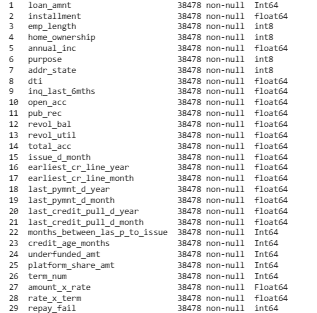 1 loan_amnt 38478 non-null Int64
2 installment 38478 non-null float64
3 emp_length 38478 non-null int8
4 home_ownership 38478 non-null int8
5 annual_inc 38478 non-null float64
6 purpose 38478 non-null int8
7 addr_state 38478 non-null int8
8 dti 38478 non-null float64
9 inq_last_6mths 38478 non-null float64
10 open_acc 38478 non-null float64
11 pub_rec 38478 non-null float64
12 revol_bal 38478 non-null float64
13 revol_util 38478 non-null float64
14 total_acc 38478 non-null float64
15 issue_d_month 38478 non-null float64
16 earliest_cr_line_year 38478 non-null float64
17 earliest_cr_line_month 38478 non-null float64
18 last_pymnt_d_year 38478 non-null float64
19 last_pymnt_d_month 38478 non-null float64
20 last_credit_pull_d_year 38478 non-null float64
21 last_credit_pull_d_month 38478 non-null float64
22 months_between_las_p_to_issue 38478 non-null Int64
23 credit_age_months 38478 non-null Int64
24 underfunded_amt 38478 non-null Int64
25 platform_share_amt 38478 non-null Int64
26 term_num 38478 non-null Int64
27 amount_x_rate 38478 non-null Float64
28 rate_x_term 38478 non-null float64
29 repay_fail 38478 non-null int64